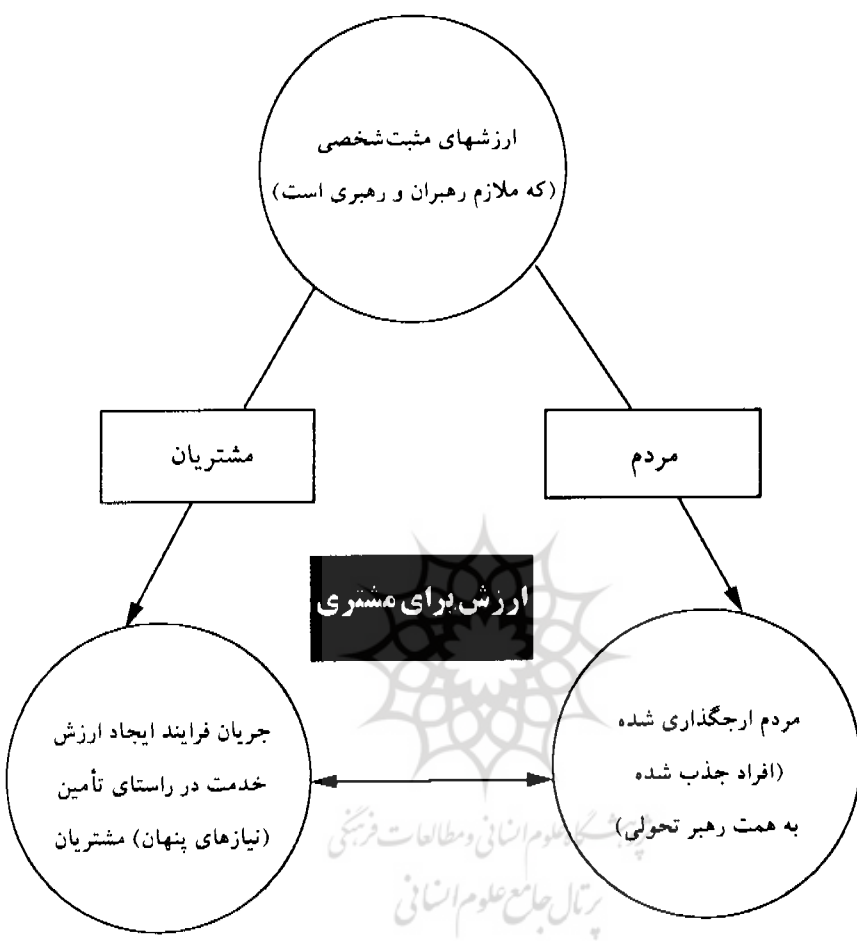 ارزشهای مثبت‌شخصی
(که ملازم رهبران و رهبری است)
مردم
مشتریان
ارزش برای مشتری
مردم ارجگذاری شده
(افراد جذب شده
به همت رهبر تحولی)
جریان فرایند ایجاد ارزش
خدمت در راستای تأمین
(نیازهای پنهان) مشتریان
پژوهشگاه علوم انسانی و مطالعات فرهنگی
پرتال جامع علوم انسانی